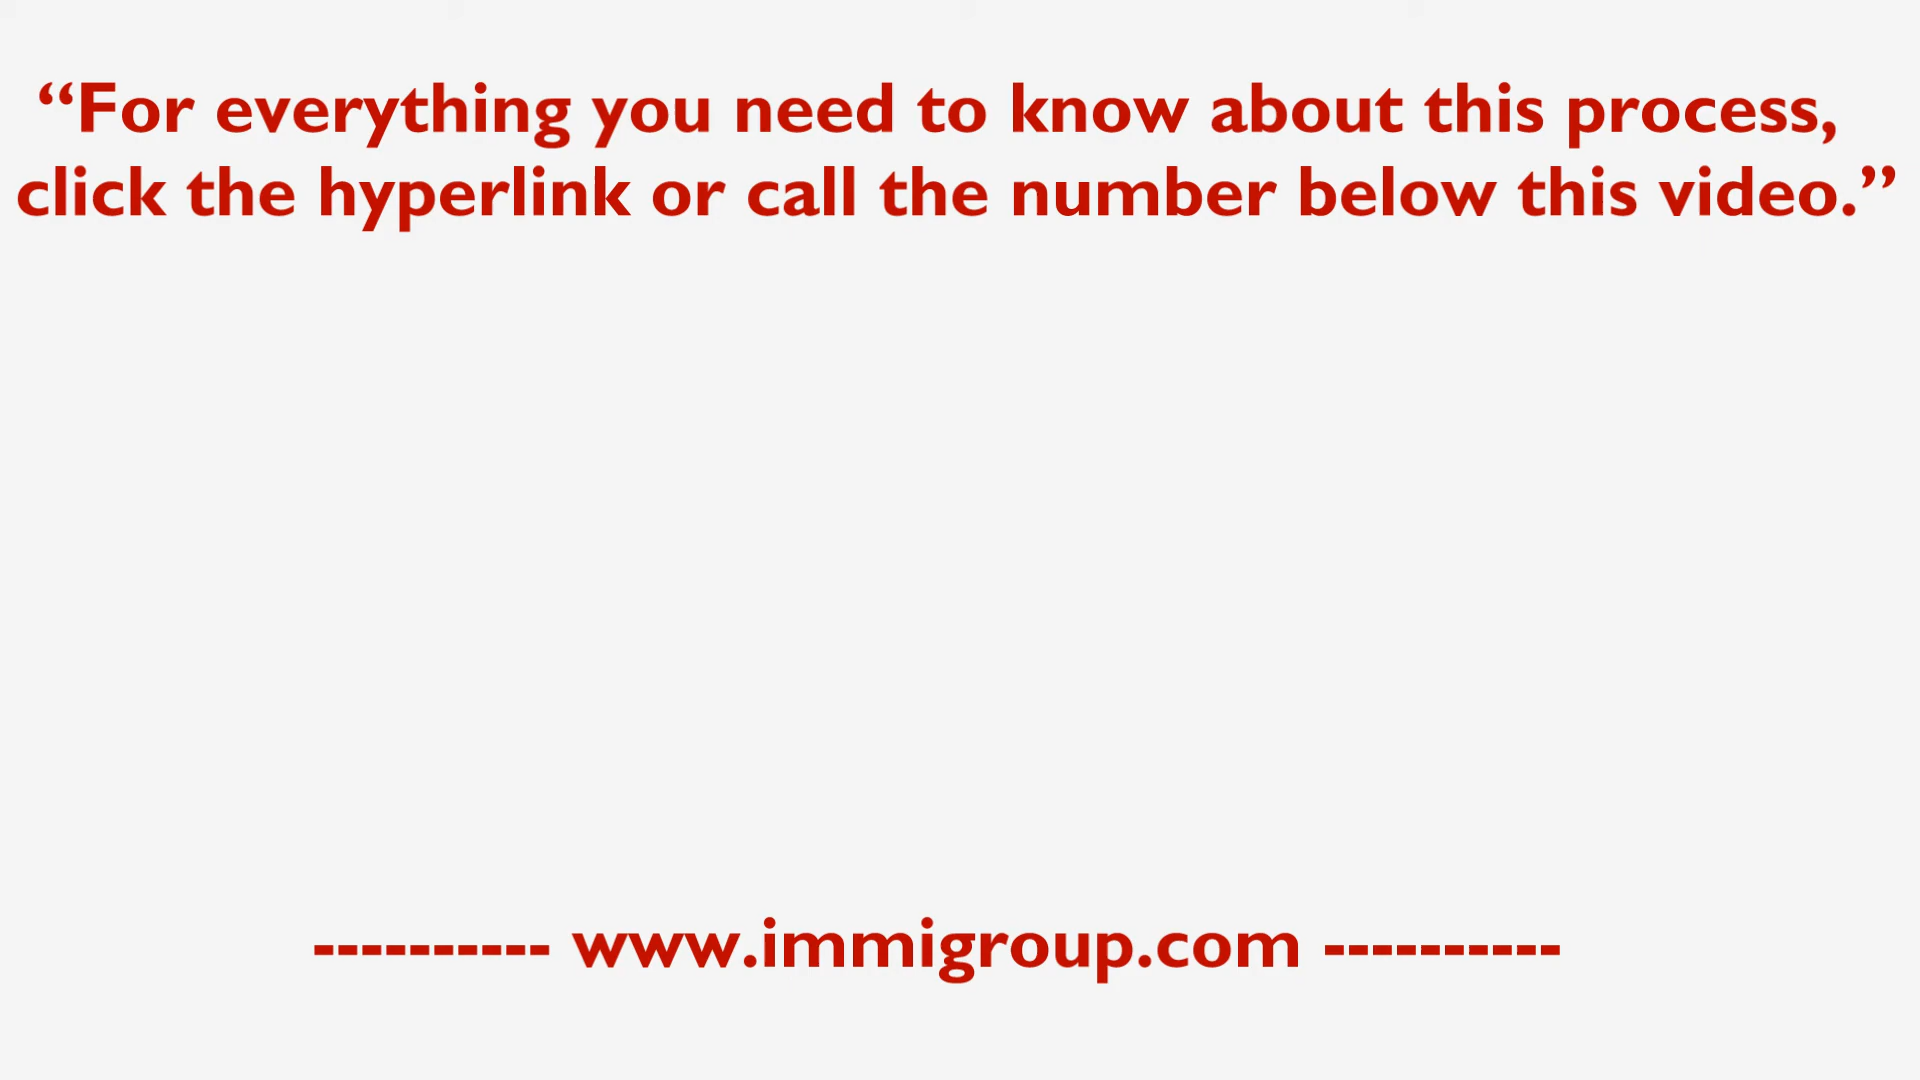 “For everything you need to know about this process,
click the hyperlink or call the number below this video.”
---------- www.immigroup.com ----------